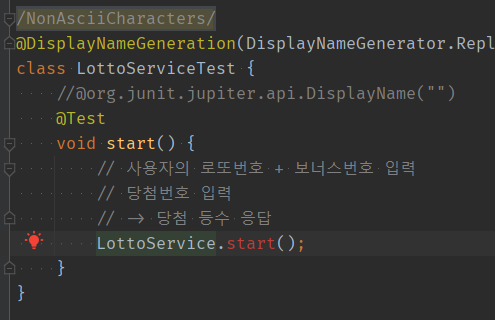 /NonAsciiCharacters/
@DisplayNameGeneration(DisplayNameGenerator.Repl
class LottoServiceTest {
//@org.junit.jupiter.api.DisplayName("")
@Test
void start() {
// 사용자의 로또번호 + 보너스번호 입력
// 당첨번호 입력
// -> 당첨 등수 응답
LottoService.start();
}
}